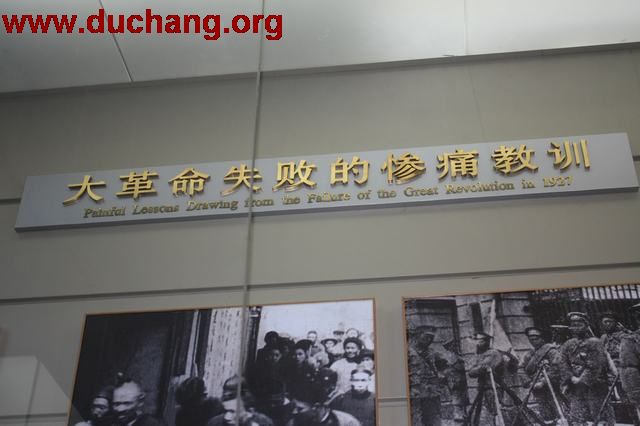 www.duchang.org
大革命失败的惨痛教训
Painful Lessons Drawing from the Failure of the Great Revolution in 1927